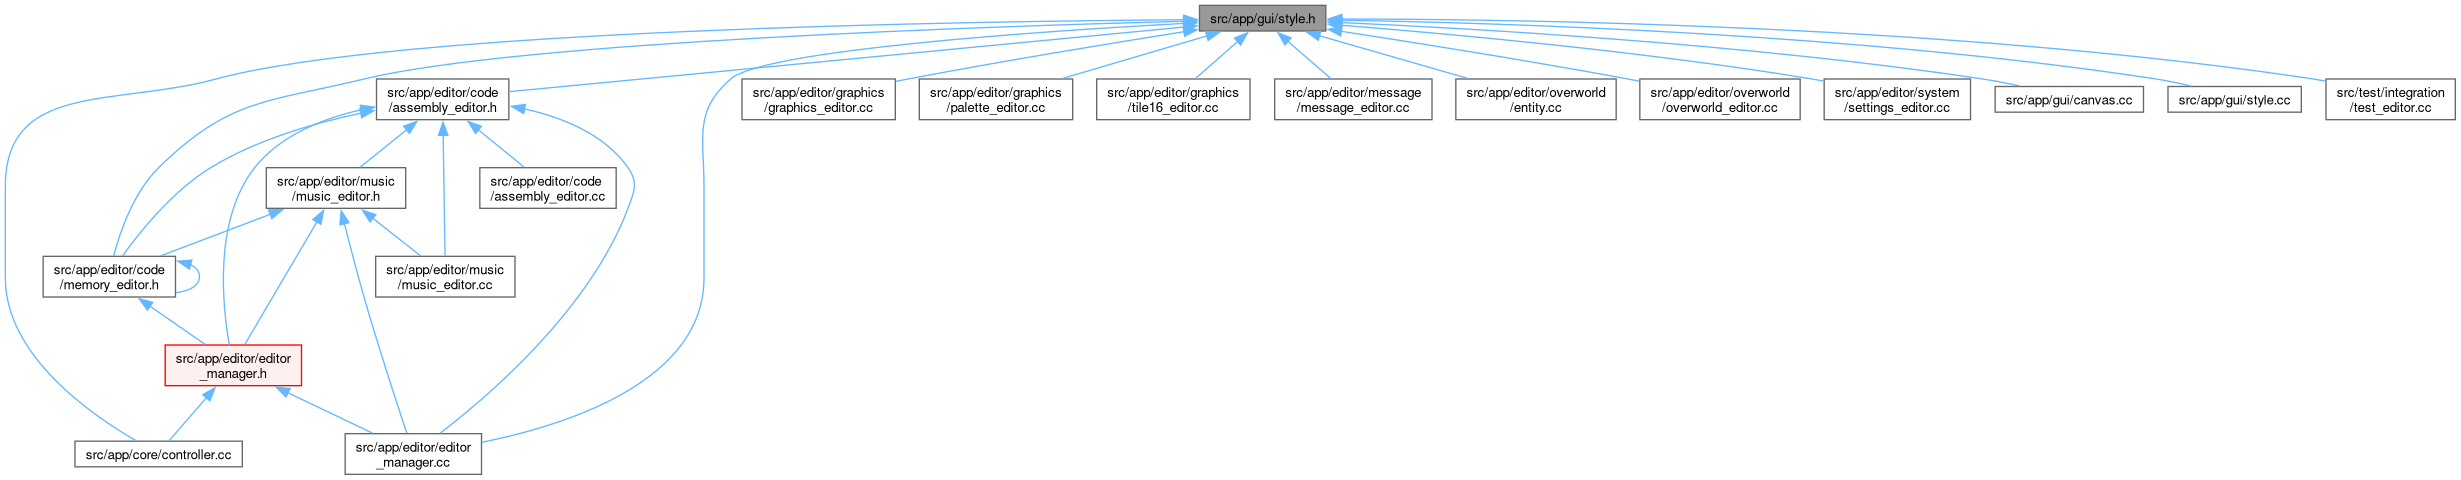 src/app/gui/style.h
src/app/editor/code
/assembly_editor.h
src/app/editor/graphics
/graphics_editor.cc
src/app/editor/graphics
/palette_editor.cc
src/app/editor/graphics
/tile16_editor.cc
src/app/editor/message
/message_editor.cc
src/app/editor/overworld
/entity.cc
src/app/editor/overworld
/overworld_editor.cc
src/app/editor/system
/settings_editor.cc
src/app/gui/canvas.cc
src/app/gui/style.cc
src/test/integration
/test_editor.cc
src/app/editor/music
/music_editor.h
src/app/editor/code
/assembly_editor.cc
src/app/editor/code
/memory_editor.h
src/app/editor/music
/music_editor.cc
src/app/editor/editor
_manager.h
src/app/core/controller.cc
src/app/editor/editor
_manager.cc